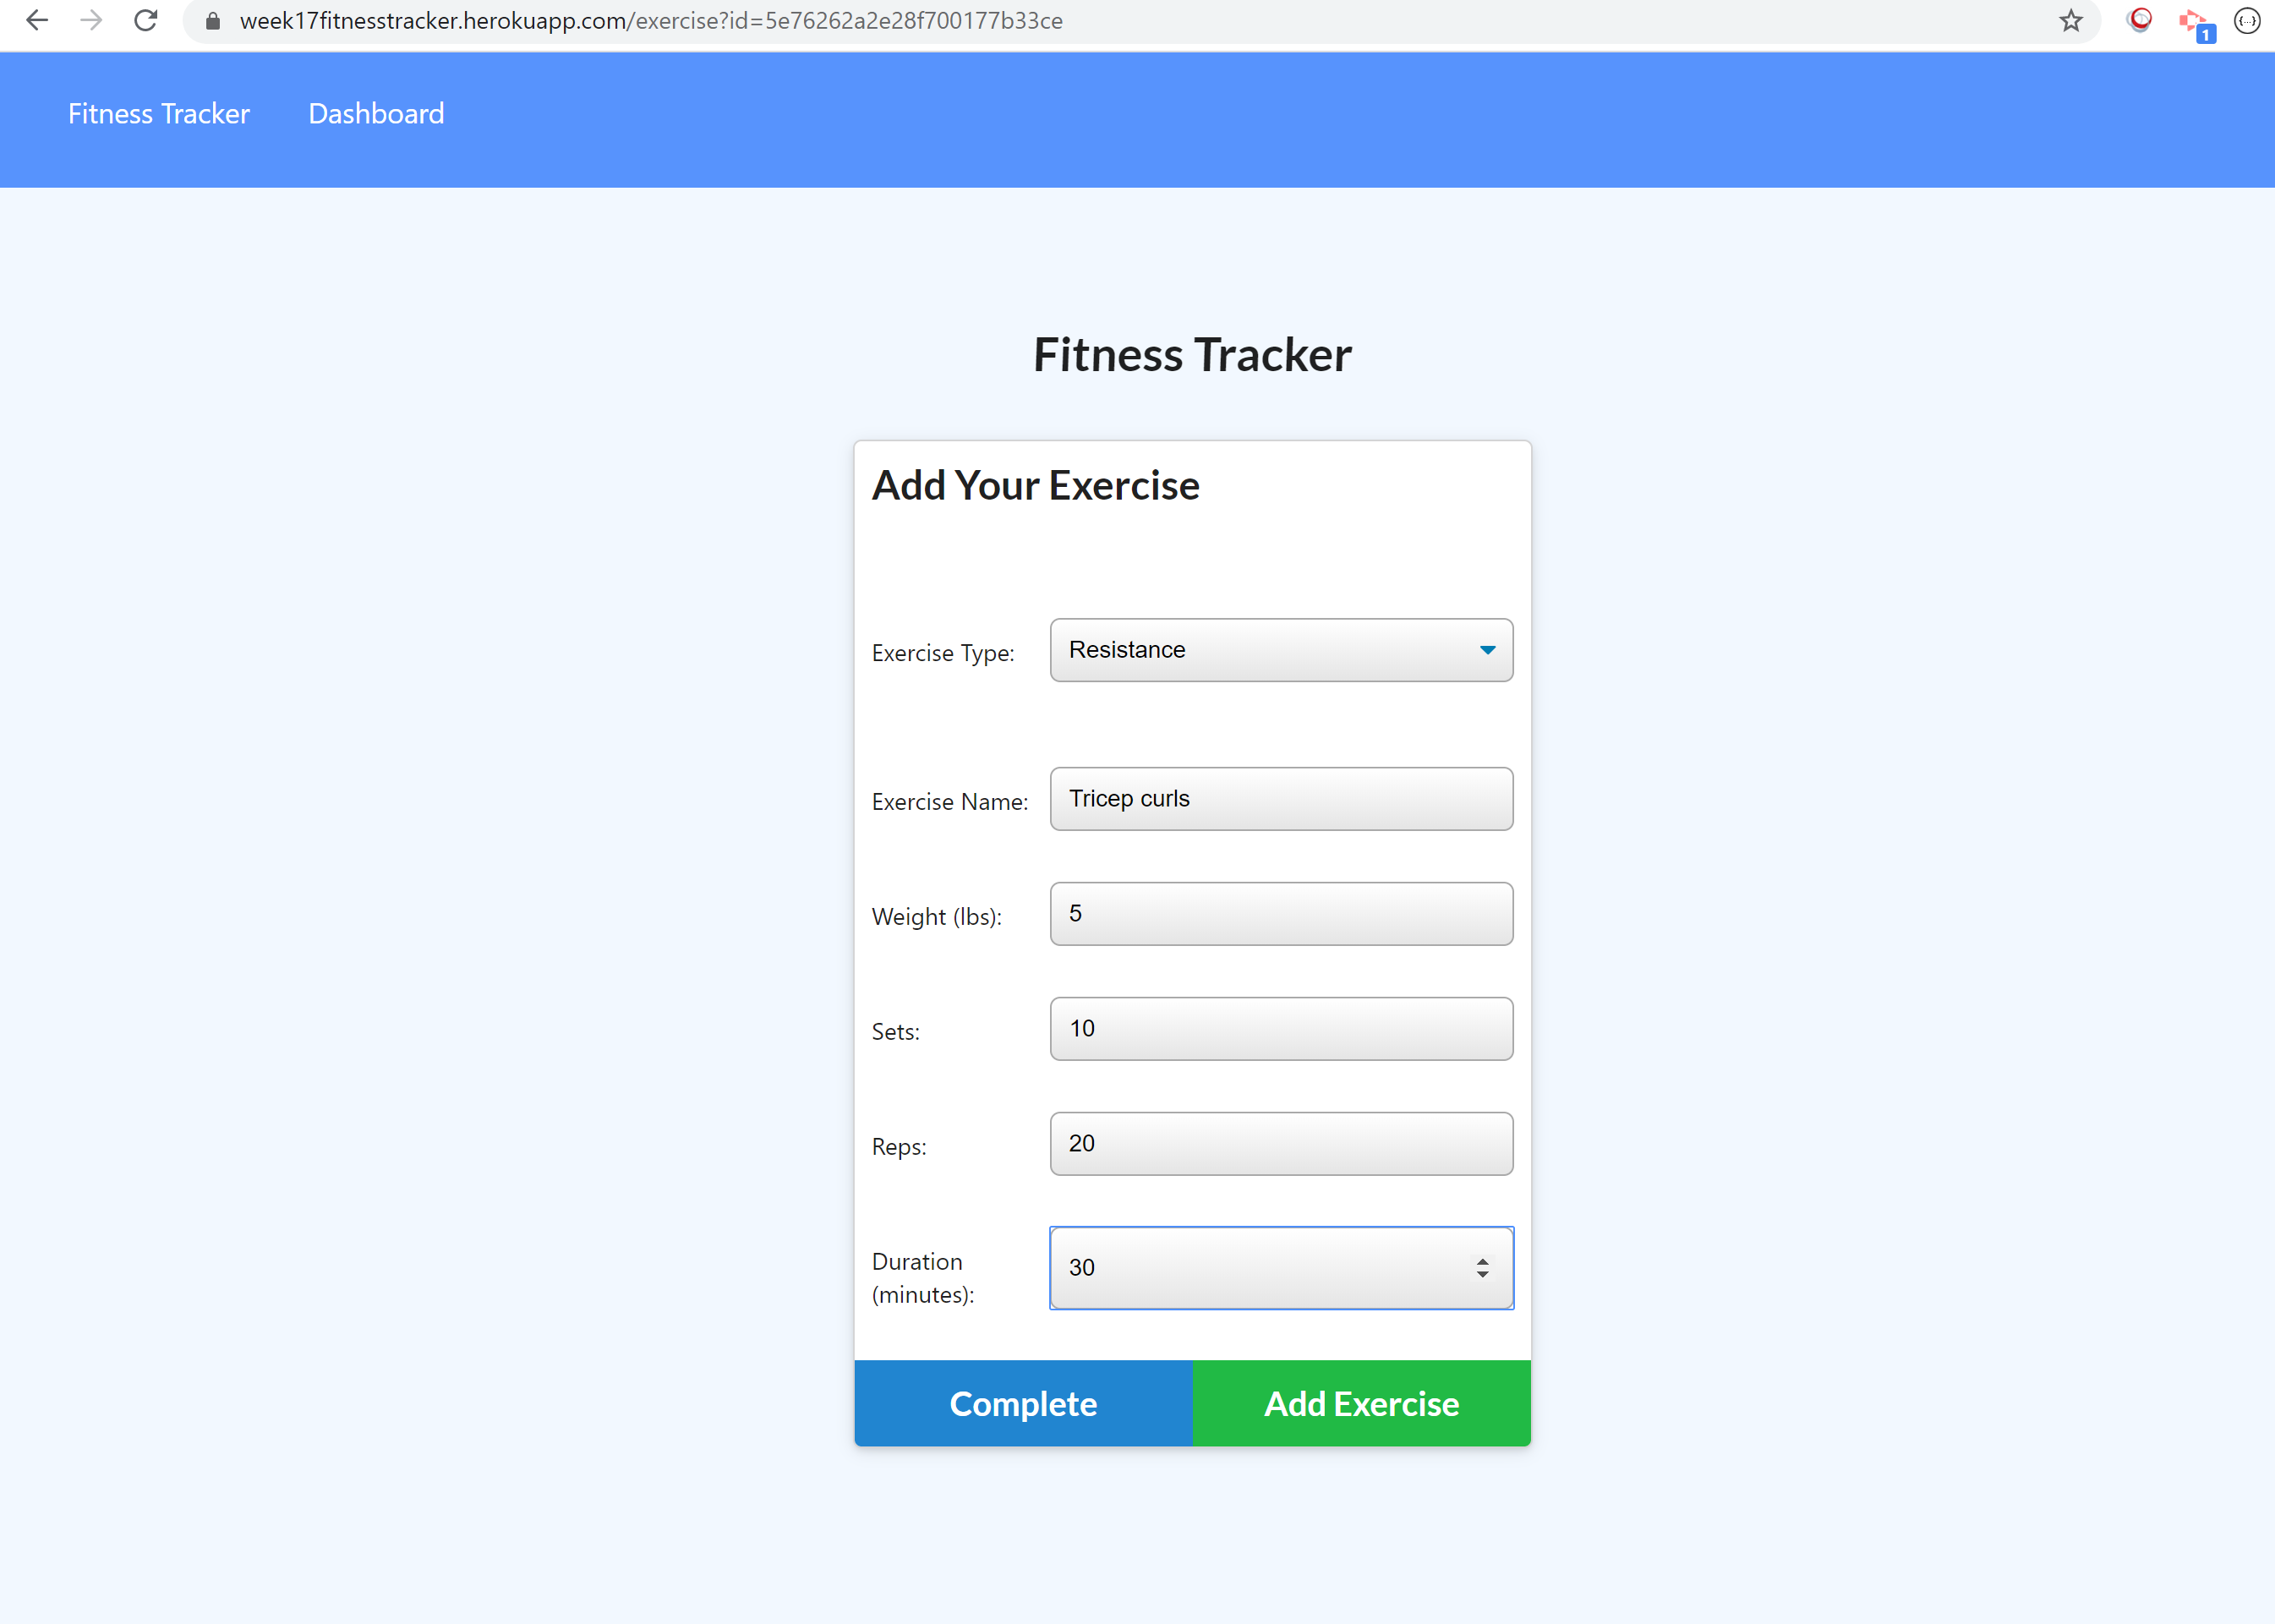 week17fitnesstracker.herokuapp.com/exercise?id=5e76262a2e28f700177b33ce
1
{...}
Fitness Tracker Dashboard
Fitness Tracker
Add Your Exercise
Exercise Type: Resistance
Exercise Name: Tricep curls
Weight (lbs): 5
Sets: 10
Reps: 20
Duration
(minutes): 30
Complete Add Exercise